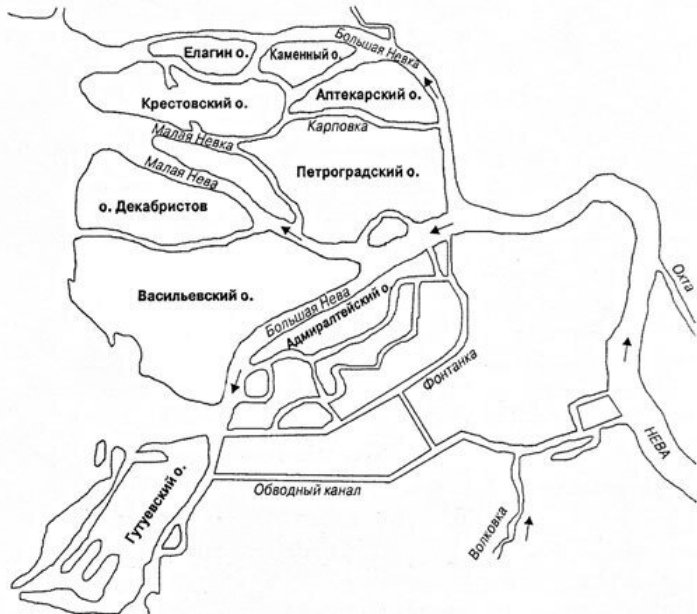 Большая Невка
Елагин о.
Каменный о.
Аптекарский о.
Крестовский о.
Карповка
Малая Невка
Малая Нева
Петроградский о.
о. Декабристов
Охта
Васильевский о.
Большая Нева
Адмиралтейский о.
Фонтанка
НЕВА
Гутуевский о.
Обводный канал
Волковка